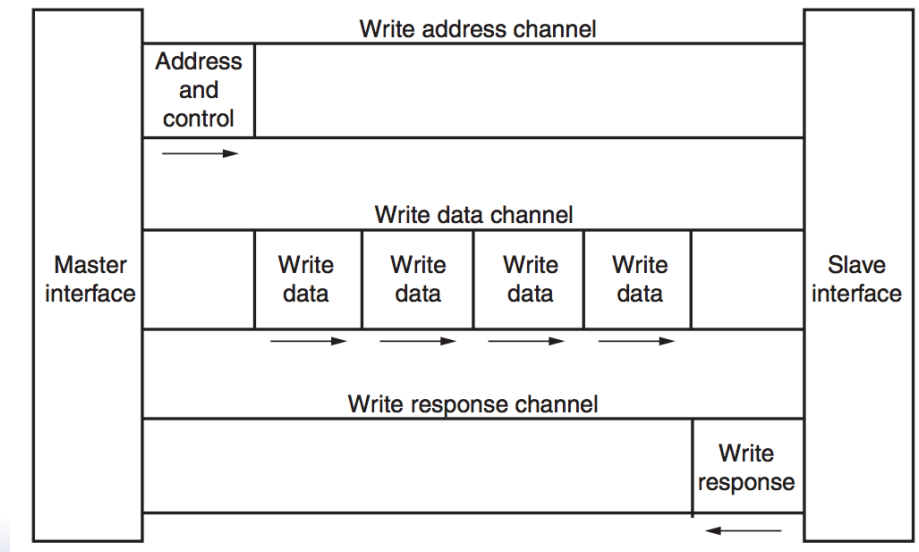 Write address channel
Address
and
control
Write data channel
Master
interface
Write
data
Write
data
Write
data
Write
data
Slave
interface
Write response channel
Write
response